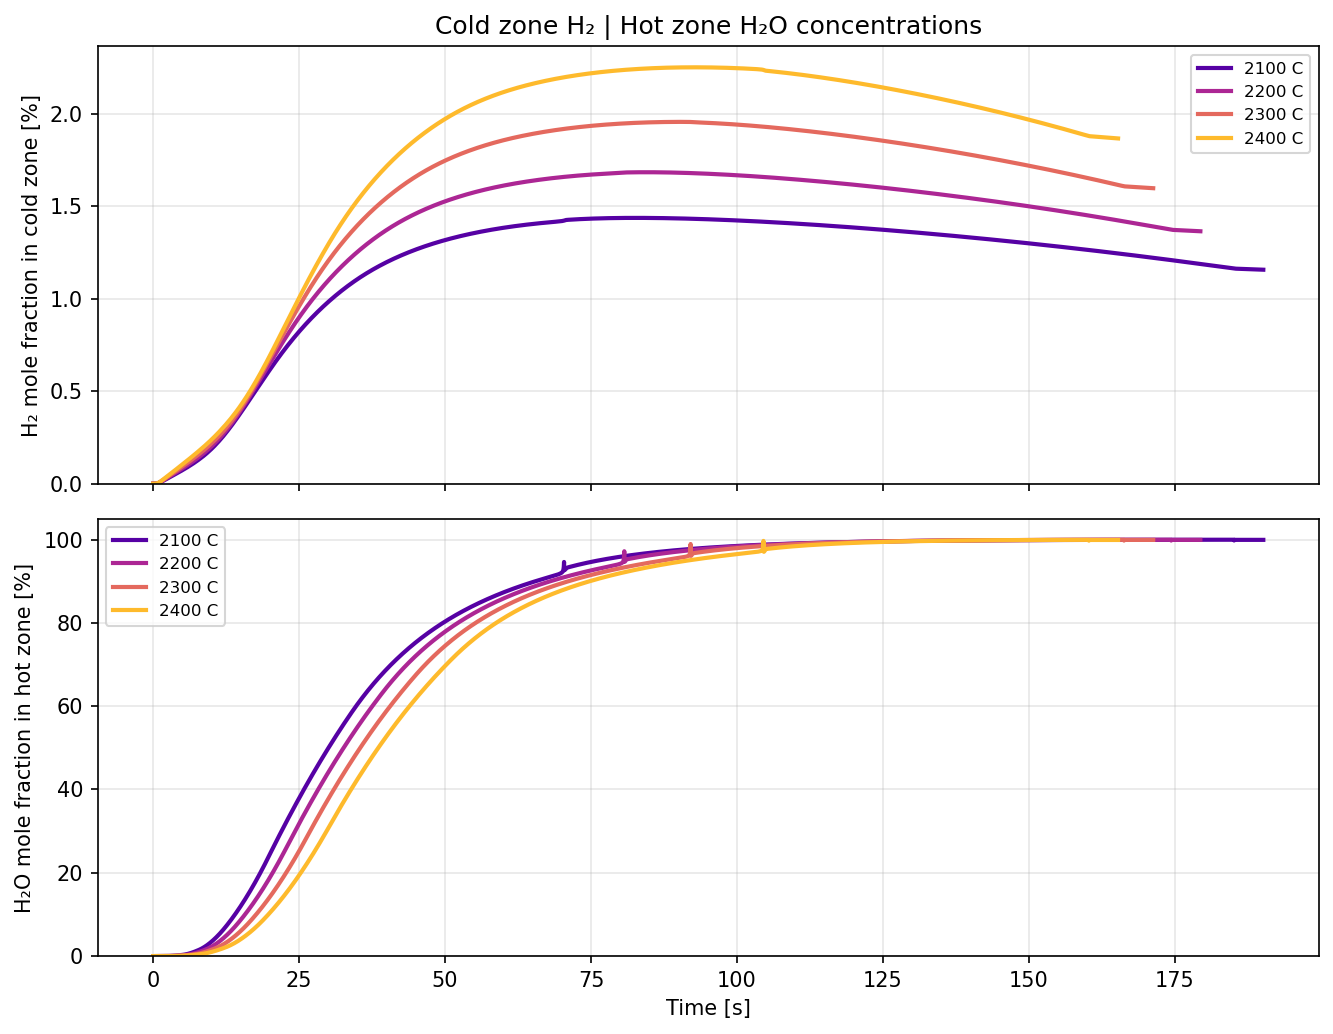 Cold zone H₂ | Hot zone H₂O concentrations
H₂ mole fraction in cold zone [%]
2.0
1.5
1.0
0.5
0.0
2100 C
2200 C
2300 C
2400 C
H₂O mole fraction in hot zone [%]
100
80
60
40
20
0
2100 C
2200 C
2300 C
2400 C
0 25 50 75 100 125 150 175
Time [s]